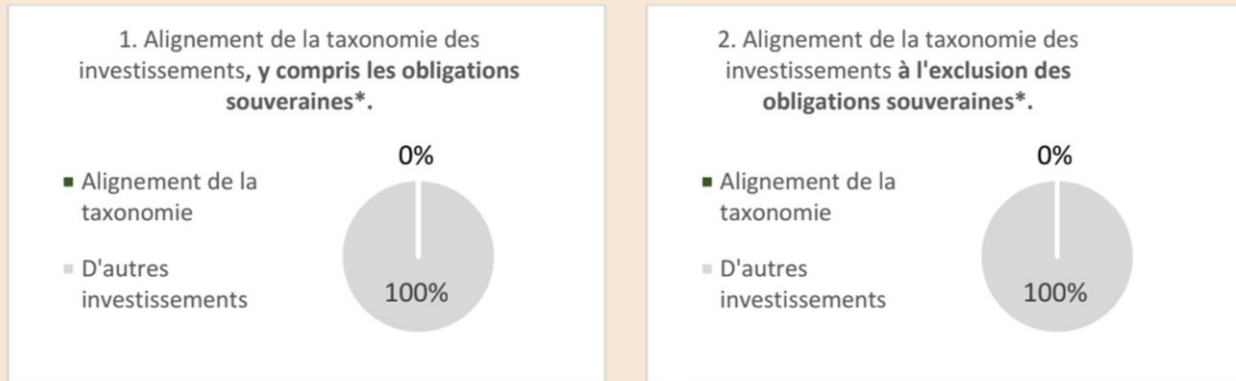 1. Alignement de la taxonomie des
investissements, y compris les obligations
souveraines*.
0%
Alignement de la
taxonomie
D'autres
investissements
100%
2. Alignement de la taxonomie des
investissements à l'exclusion des
obligations souveraines*.
0%
Alignement de la
taxonomie
D'autres
investissements
100%